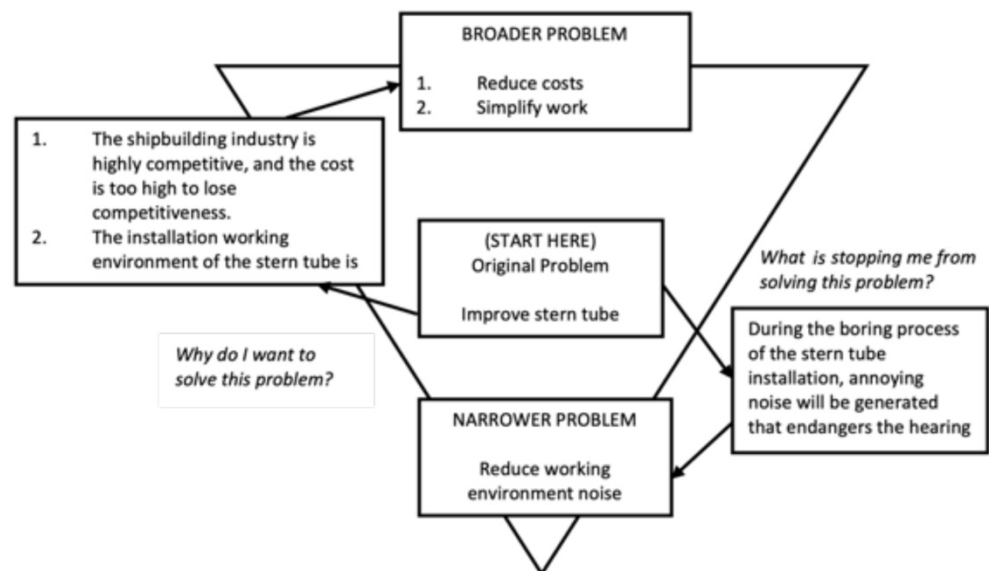 BROADER PROBLEM
1. Reduce costs
2. Simplify work
1. The shipbuilding industry is
highly competitive, and the cost
is too high to lose
competitiveness.
2. The installation working
environment of the stern tube is
(START HERE)
Original Problem
Improve stern tube
What is stopping me from
solving this problem?
During the boring process
of the stern tube
installation, annoying
noise will be generated
that endangers the hearing
Why do I want to
solve this problem?
NARROWER PROBLEM
Reduce working
environment noise